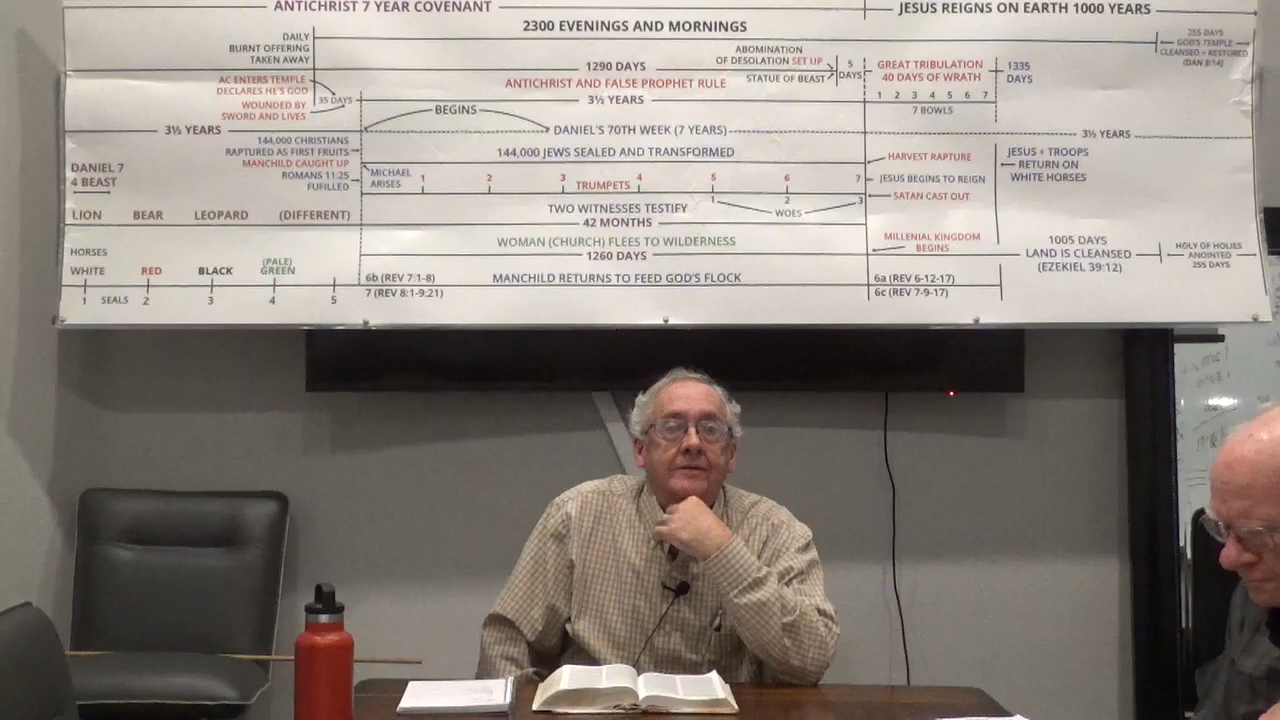 ANTICHRIST 7 YEAR COVENANT
JESUS REIGNS ON EARTH 1000 YEARS
2300 EVENINGS AND MORNINGS
DAILY
BURNT OFFERING
TAKEN AWAY
255 DAYS
GOD'S TEMPLE
CLEANSED + RESTORED
(DAN 8:14)
1290 DAYS
ABOMINATION
OF DESOLATION SET UP
STATUE OF BEAST
5
DAYS
GREAT TRIBULATION
40 DAYS OF WRATH
1 2 3 4 5 6 7
7 BOWLS
1335
DAYS
AC ENTERS TEMPLE
DECLARES HE'S GOD
WOUNDED BY
SWORD AND LIVES
35 DAYS
ANTICHRIST AND FALSE PROPHET RULE
3½ YEARS
BEGINS
3½ YEARS
DANIEL'S 70TH WEEK (7 YEARS)
3½ YEARS
144,000 CHRISTIANS
RAPTURED AS FIRST FRUITS
MANCHILD CAUGHT UP
ROMANS 11:25
FUFILLED
144,000 JEWS SEALED AND TRANSFORMED
HARVEST RAPTURE
JESUS + TROOPS
RETURN ON
WHITE HORSES
DANIEL 7
4 BEAST
MICHAEL
ARISES
1 2 3 4 5 6 7
TRUMPETS
JESUS BEGINS TO REIGN
SATAN CAST OUT
1 2 3
WOES
LION BEAR LEOPARD (DIFFERENT)
TWO WITNESSES TESTIFY
42 MONTHS
WOMAN (CHURCH) FLEES TO WILDERNESS
1260 DAYS
MILLENIAL KINGDOM
BEGINS
1005 DAYS
LAND IS CLEANSED
(EZEKIEL 39:12)
HOLY OF HOLIES
ANOINTED
255 DAYS
HORSES
WHITE RED BLACK (PALE)
GREEN
1 SEALS 2 3 4 5
6b (REV 7:1-8)
7 (REV 8:1-9:21)
MANCHILD RETURNS TO FEED GOD'S FLOCK
6a (REV 6-12-17)
6c (REV 7-9-17)